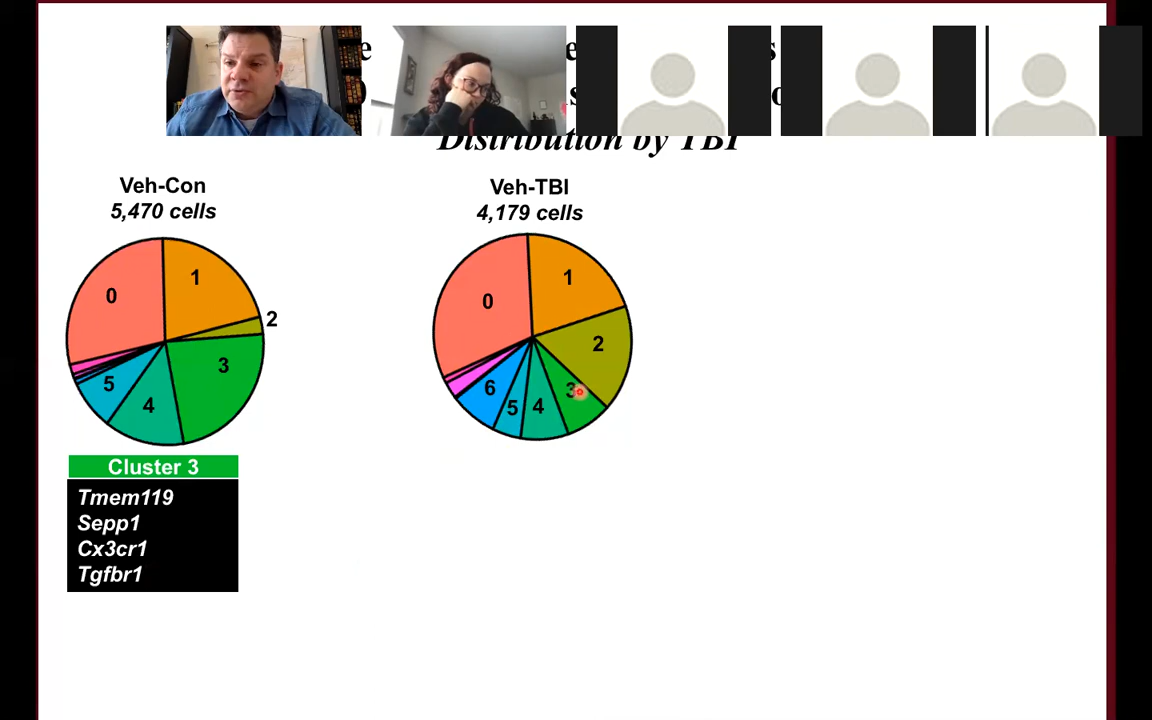 Distribution by TBI
Veh-Con
5,470 cells
Veh-TBI
4,179 cells
0
1
2
3
4
5
0
1
2
3
4
5
6
Cluster 3
Tmem119
Sepp1
Cx3cr1
Tgfbr1